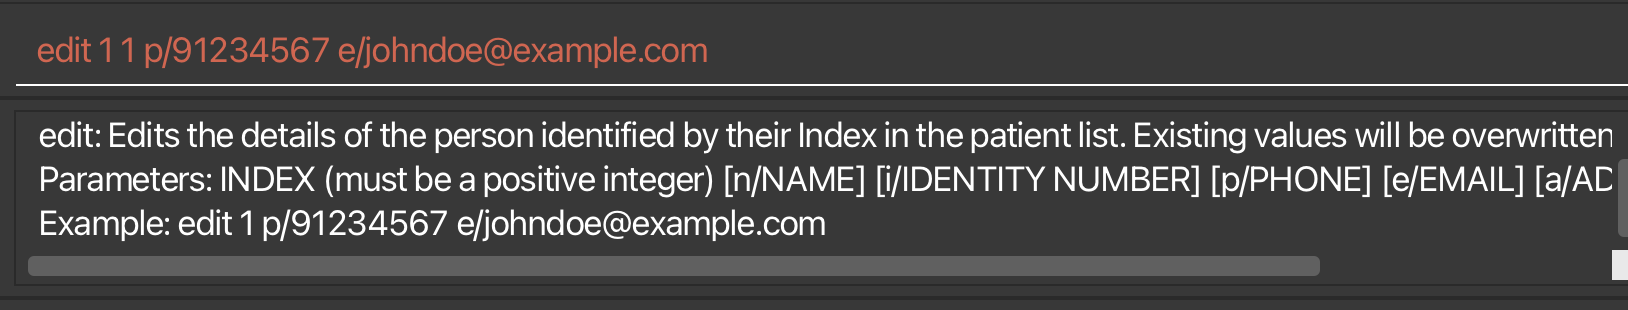 edit 1 1 p/91234567 e/johndoe@example.com
edit: Edits the details of the person identified by their Index in the patient list. Existing values will be overwritten
Parameters: INDEX (must be a positive integer) [n/NAME] [i/IDENTITY NUMBER] [p/PHONE] [e/EMAIL] [a/AD
Example: edit 1 p/91234567 e/johndoe@example.com